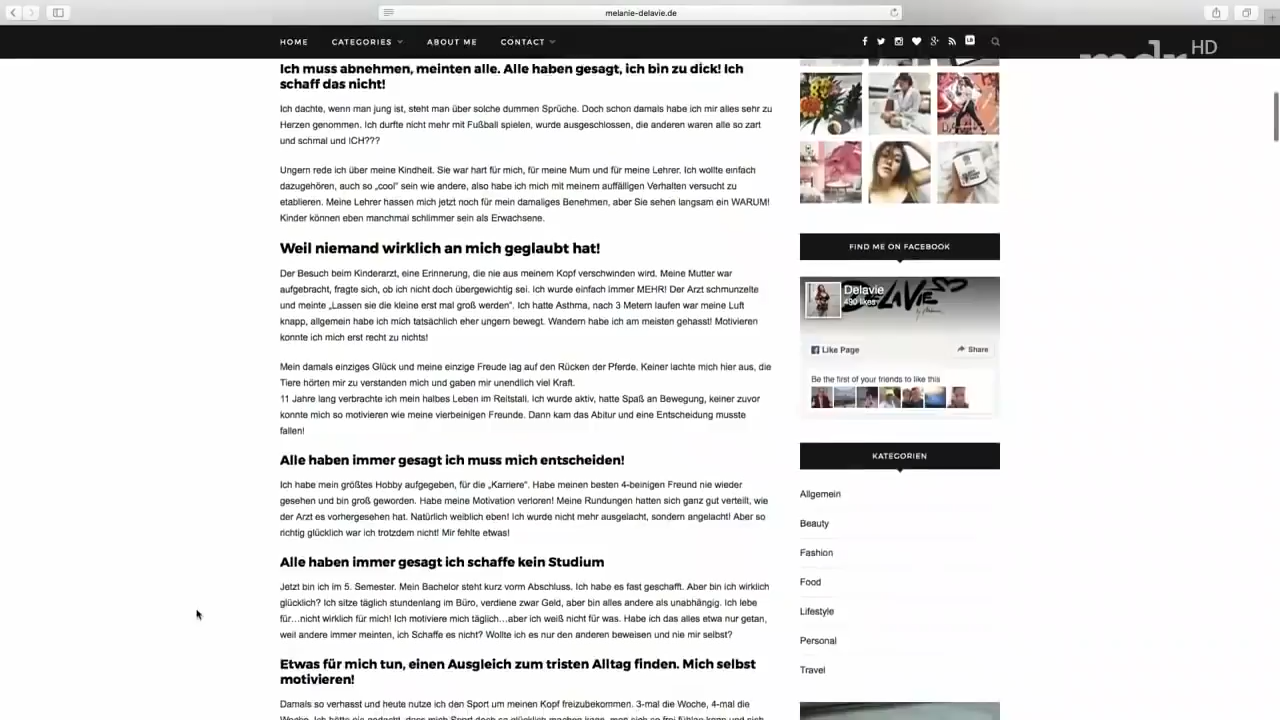 melanie-delavie.de
HOME CATEGORIES ABOUT ME CONTACT
mdr HD
Ich muss abnehmen, meinten alle. Alle haben gesagt, ich bin zu dick! Ich
schaff das nicht!
Ich dachte, wenn man jung ist, steht man über solche dummen Sprüche. Doch schon damals habe ich mir alles sehr zu
Herzen genommen. Ich durfte nicht mehr mit Fußball spielen, wurde ausgeschlossen, die anderen waren alle so zart
und schmal und ICH???
Ungern rede ich über meine Kindheit. Sie war hart für mich, für meine Mum und für meine Lehrer. Ich wollte einfach
dazugehören, auch so „cool" sein wie andere, also habe ich mich mit meinem auffälligen Verhalten versucht zu
etablieren. Meine Lehrer hassen mich jetzt noch für mein damaliges Benehmen, aber Sie sehen langsam ein WARUM!
Kinder können eben manchmal schlimmer sein als Erwachsene.
Weil niemand wirklich an mich geglaubt hat!
Der Besuch beim Kinderarzt, eine Erinnerung, die nie aus meinem Kopf verschwinden wird. Meine Mutter war
aufgebracht, fragte sich, ob ich nicht doch übergewichtig sei. Ich wurde einfach immer MEHR! Der Arzt schmunzelte
und meinte „Lassen sie die kleine erst mal groß werden". Ich hatte Asthma, nach 3 Metern laufen war meine Luft
knapp, allgemein habe ich mich tatsächlich eher ungern bewegt. Wandern habe ich am meisten gehasst! Motivieren
konnte ich mich erst recht zu nichts!
Mein damals einziges Glück und meine einzige Freude lag auf den Rücken der Pferde. Keiner lachte mich hier aus, die
Tiere hörten mir zu verstanden mich und gaben mir unendlich viel Kraft.
11 Jahre lang verbrachte ich mein halbes Leben im Reitstall. Ich wurde aktiv, hatte Spaß an Bewegung, keiner zuvor
konnte mich so motivieren wie meine vierbeinigen Freunde. Dann kam das Abitur und eine Entscheidung musste
fallen!
Alle haben immer gesagt ich muss mich entscheiden!
Ich habe mein größtes Hobby aufgegeben, für die „Karriere". Habe meinen besten 4-beinigen Freund nie wieder
gesehen und bin groß geworden. Habe meine Motivation verloren! Meine Rundungen hatten sich ganz gut verteilt, wie
der Arzt es vorhergesehen hat. Natürlich weiblich eben! Ich wurde nicht mehr ausgelacht, sondern angelacht! Aber so
richtig glücklich war ich trotzdem nicht! Mir fehlte etwas!
Alle haben immer gesagt ich schaffe kein Studium
Jetzt bin ich im 5. Semester. Mein Bachelor steht kurz vorm Abschluss. Ich habe es fast geschafft. Aber bin ich wirklich
glücklich? Ich sitze täglich stundenlang im Büro, verdiene zwar Geld, aber bin alles andere als unabhängig. Ich lebe
für…nicht wirklich für mich! Ich motiviere mich täglich…aber ich weiß nicht für was. Habe ich das alles etwa nur getan,
weil andere immer meinten, ich Schaffe es nicht? Wollte ich es nur den anderen beweisen und nie mir selbst?
Etwas für mich tun, einen Ausgleich zum tristen Alltag finden. Mich selbst
motivieren!
Damals so verhasst und heute nutze ich den Sport um meinen Kopf freizubekommen. 3-mal die Woche, 4-mal die
FIND ME ON FACEBOOK
Delavie
490 likes
DELAVIE
Like Page
Share
Be the first of your friends to like this
KATEGORIEN
Allgemein
Beauty
Fashion
Food
Lifestyle
Personal
Travel